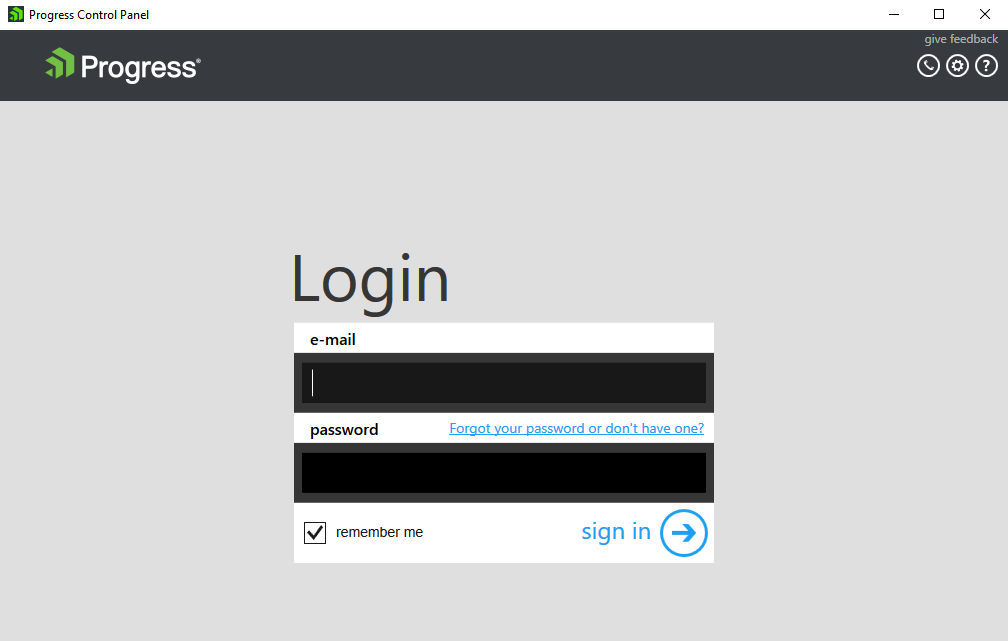 Progress Control Panel
give feedback
Progress®
?
Login
e-mail
password Forgot your password or don't have one?
remember me sign in